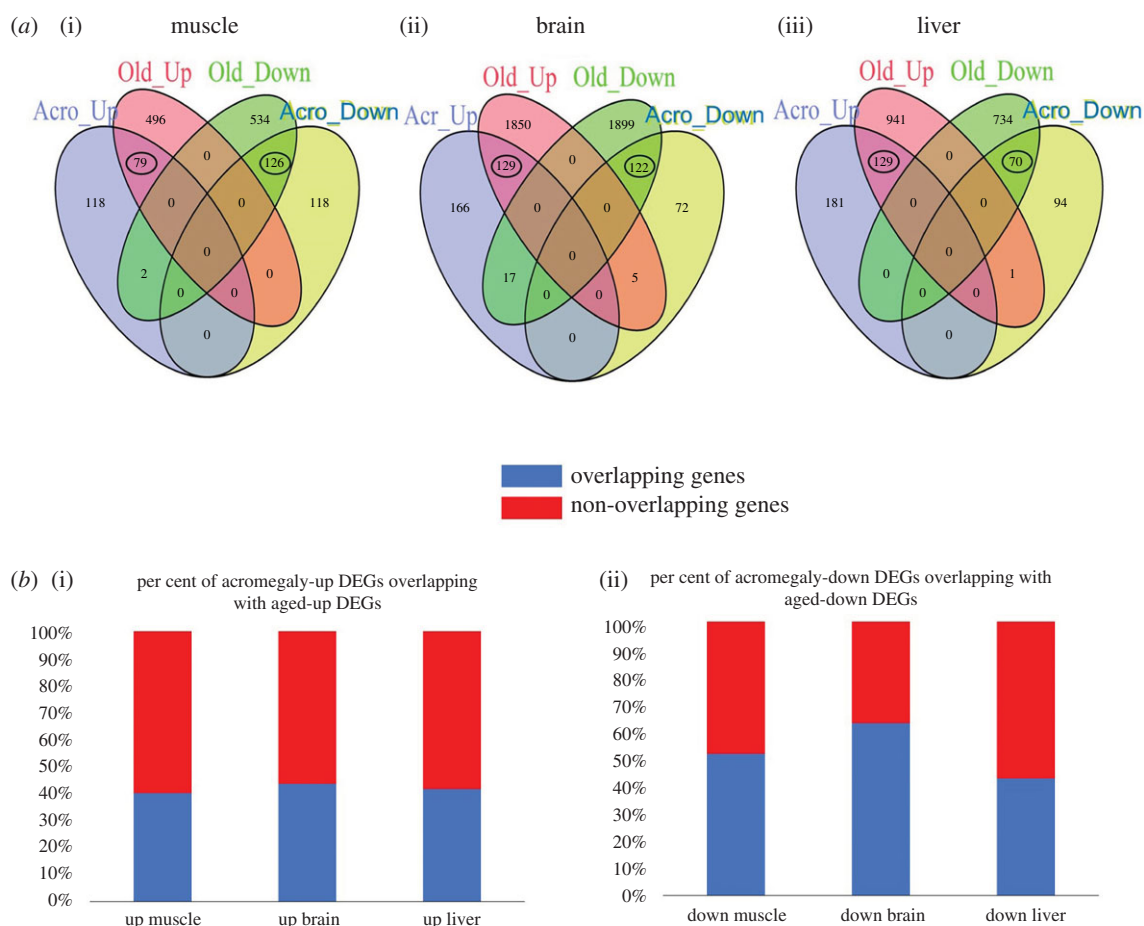 (a) (i) muscle (ii) brain (iii) liver
Old_Up Old_Down
Acro_Up Acro_Down
496 534
0
79 126
118 0 0 118
0
2 0
0 0
0
Old_Up Old_Down
Acr_Up Acro_Down
1850 1899
0
129 122
166 0 0 72
0
17 5
0 0
0
Old_Up Old_Down
Acro_Up Acro_Down
941 734
0
129 70
181 0 0 94
0
0 1
0 0
0
overlapping genes
non-overlapping genes
(b) (i) per cent of acromegaly-up DEGs overlapping
with aged-up DEGs
100%
90%
80%
70%
60%
50%
40%
30%
20%
10%
0%
up muscle up brain up liver
(ii) per cent of acromegaly-down DEGs overlapping with
aged-down DEGs
100%
90%
80%
70%
60%
50%
40%
30%
20%
10%
0%
down muscle down brain down liver